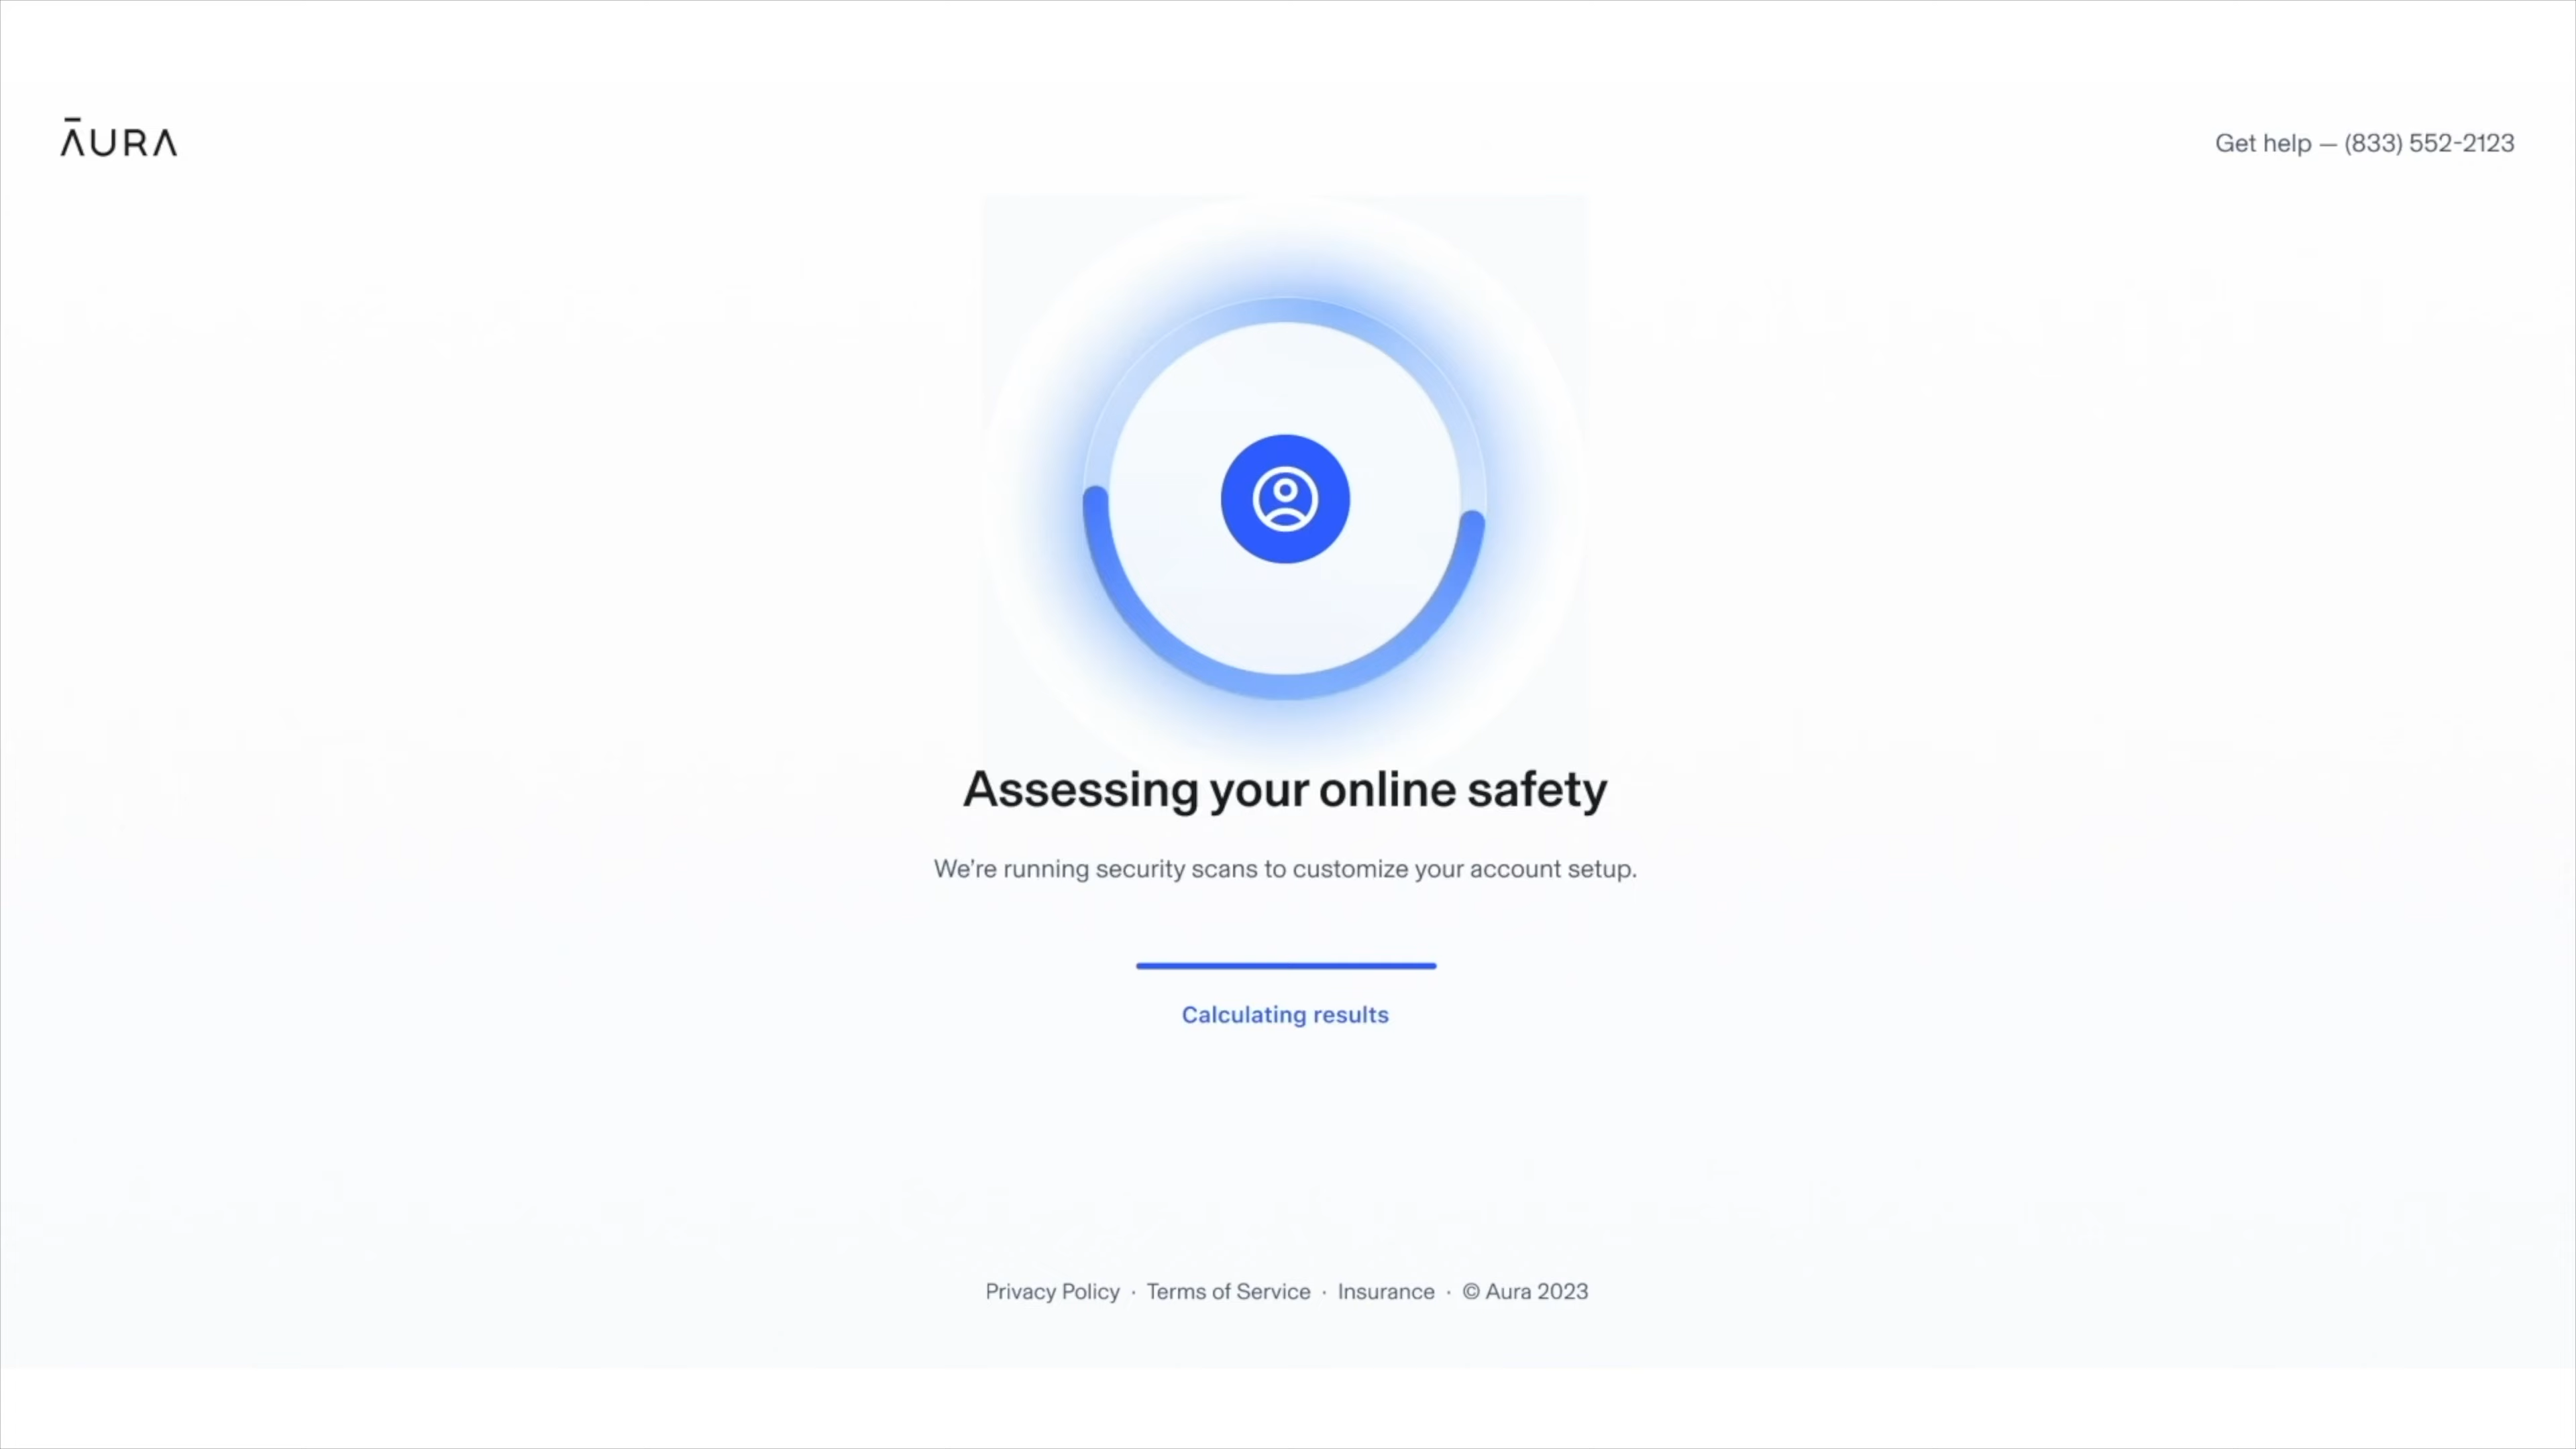 ĀURA
Get help — (833) 552-2123
Assessing your online safety
We're running security scans to customize your account setup.
Calculating results
Privacy Policy · Terms of Service · Insurance · © Aura 2023